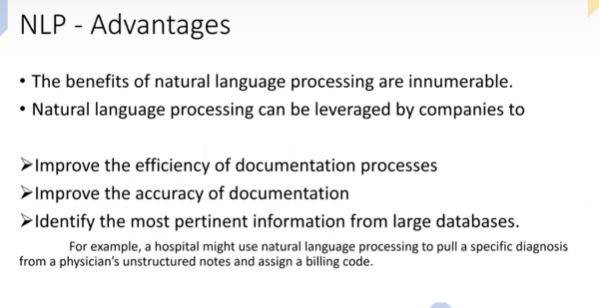 NLP - Advantages
• The benefits of natural language processing are innumerable.
• Natural language processing can be leveraged by companies to
➢Improve the efficiency of documentation processes
➢Improve the accuracy of documentation
➢Identify the most pertinent information from large databases.
For example, a hospital might use natural language processing to pull a specific diagnosis
from a physician's unstructured notes and assign a billing code.